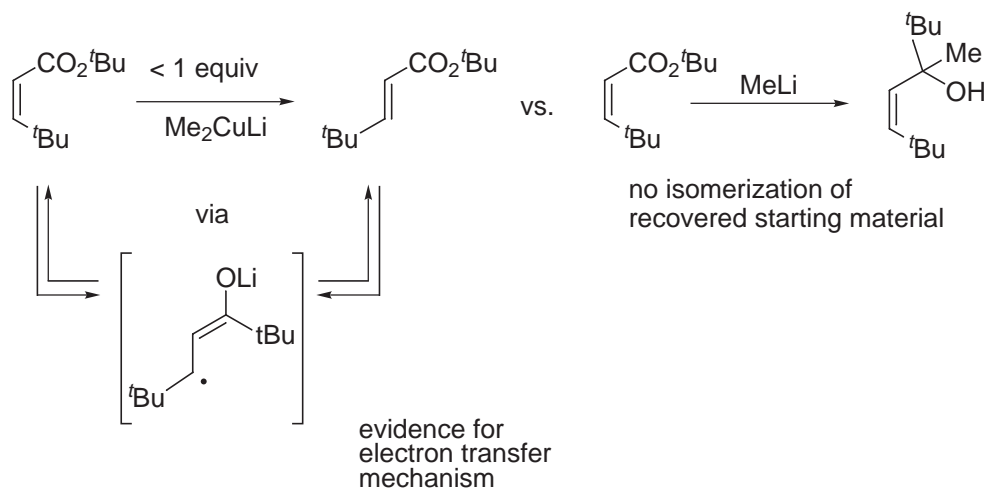 CO₂ᵗBu
ᵗBu
< 1 equiv
Me₂CuLi
CO₂ᵗBu
ᵗBu
vs.
CO₂ᵗBu
ᵗBu
MeLi
ᵗBu
Me
OH
ᵗBu
no isomerization of
recovered starting material
via
OLi
tBu
ᵗBu
•
evidence for
electron transfer
mechanism